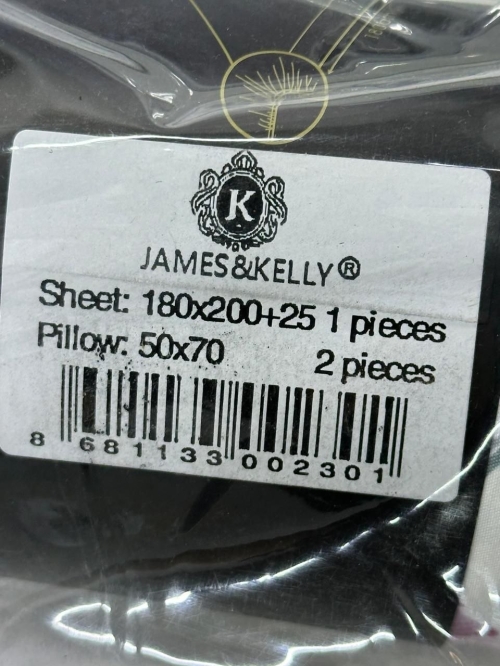 K
JAMES&KELLY®
Sheet: 180x200+25 1 pieces
Pillow: 50x70 2 pieces
8 681133 002301